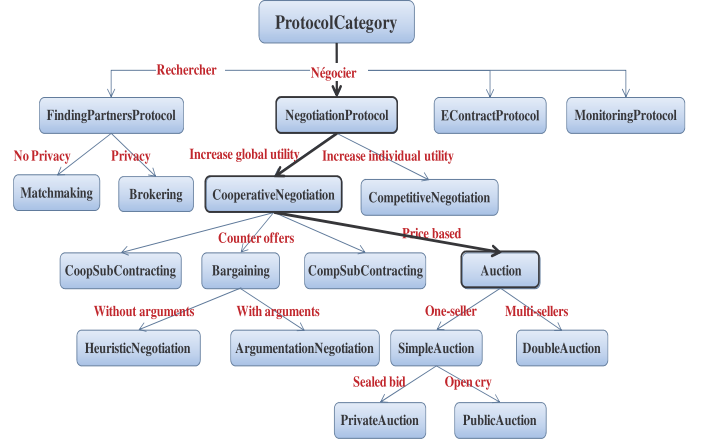 ProtocolCategory
Rechercher
Négocier
FindingPartnersProtocol
NegotiationProtocol
EContractProtocol
MonitoringProtocol
No Privacy
Privacy
Increase global utility
Increase individual utility
Matchmaking
Brokering
CooperativeNegotiation
CompetitiveNegotiation
Counter offers
Price based
CoopSubContracting
Bargaining
CompSubContracting
Auction
Without arguments
With arguments
One-seller
Multi-sellers
HeuristicNegotiation
ArgumentationNegotiation
SimpleAuction
DoubleAuction
Sealed bid
Open cry
PrivateAuction
PublicAuction